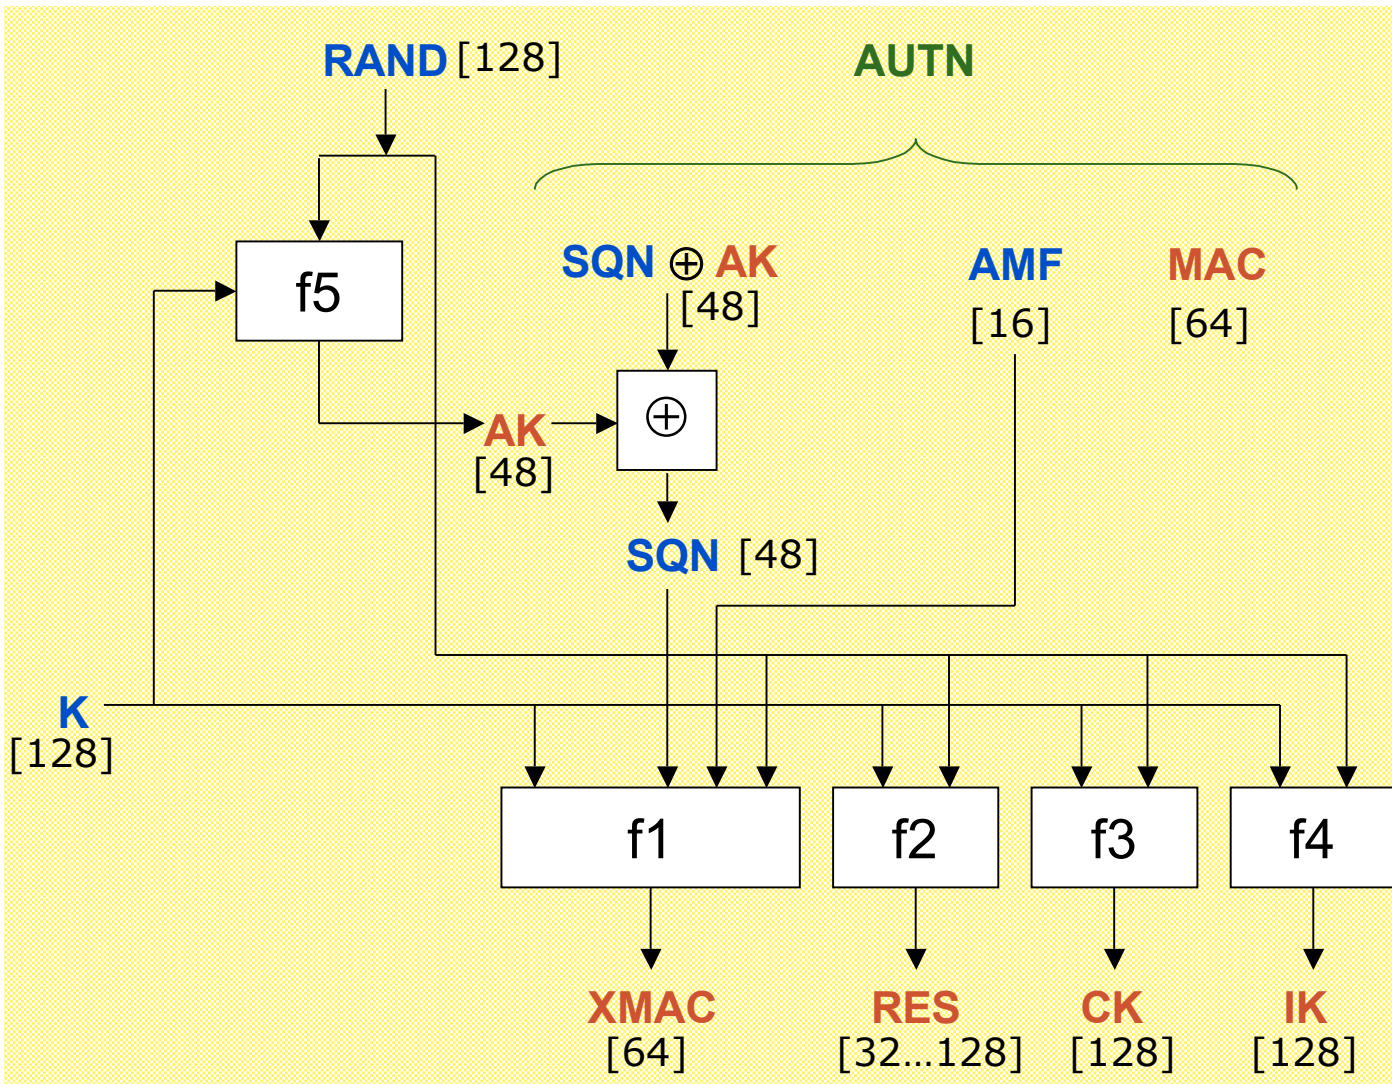 RAND [128]
AUTN
f5
SQN ⊕ AK
[48]
AMF
[16]
MAC
[64]
⊕
AK
[48]
SQN [48]
K
[128]
f1
f2
f3
f4
XMAC
[64]
RES
[32...128]
CK
[128]
IK
[128]